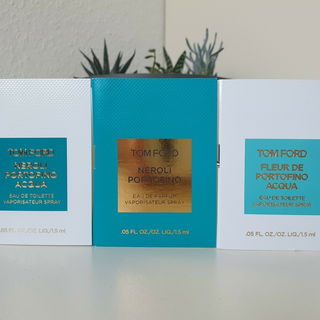 TOM FORD
NEROLI
PORTOFINO
ACQUA
EAU DE TOILETTE
VAPORISATEUR SPRAY
.05 FL. OZ./OZ. LIQ./1.5 ml
TOM FORD
NEROLI
PORTOFINO
EAU DE PARFUM
VAPORISATEUR SPRAY
.05 FL. OZ./OZ. LIQ./1.5 ml
TOM FORD
FLEUR DE
PORTOFINO
ACQUA
EAU DE TOILETTE
VAPORISATEUR SPRAY
.05 FL. OZ./OZ. LIQ./1.5 ml